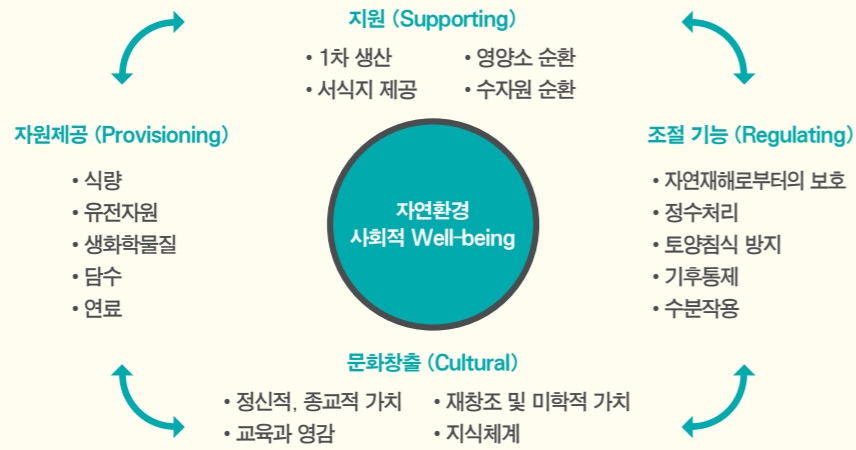 지원 (Supporting)
• 1차 생산
• 영양소 순환
• 서식지 제공
• 수자원 순환
자원제공 (Provisioning)
• 식량
• 유전자원
• 생화학물질
• 담수
• 연료
자연환경
사회적 Well-being
조절 기능 (Regulating)
• 자연재해로부터의 보호
• 정수처리
• 토양침식 방지
• 기후통제
• 수분작용
문화창출 (Cultural)
• 정신적, 종교적 가치
• 재창조 및 미학적 가치
• 교육과 영감
• 지식체계